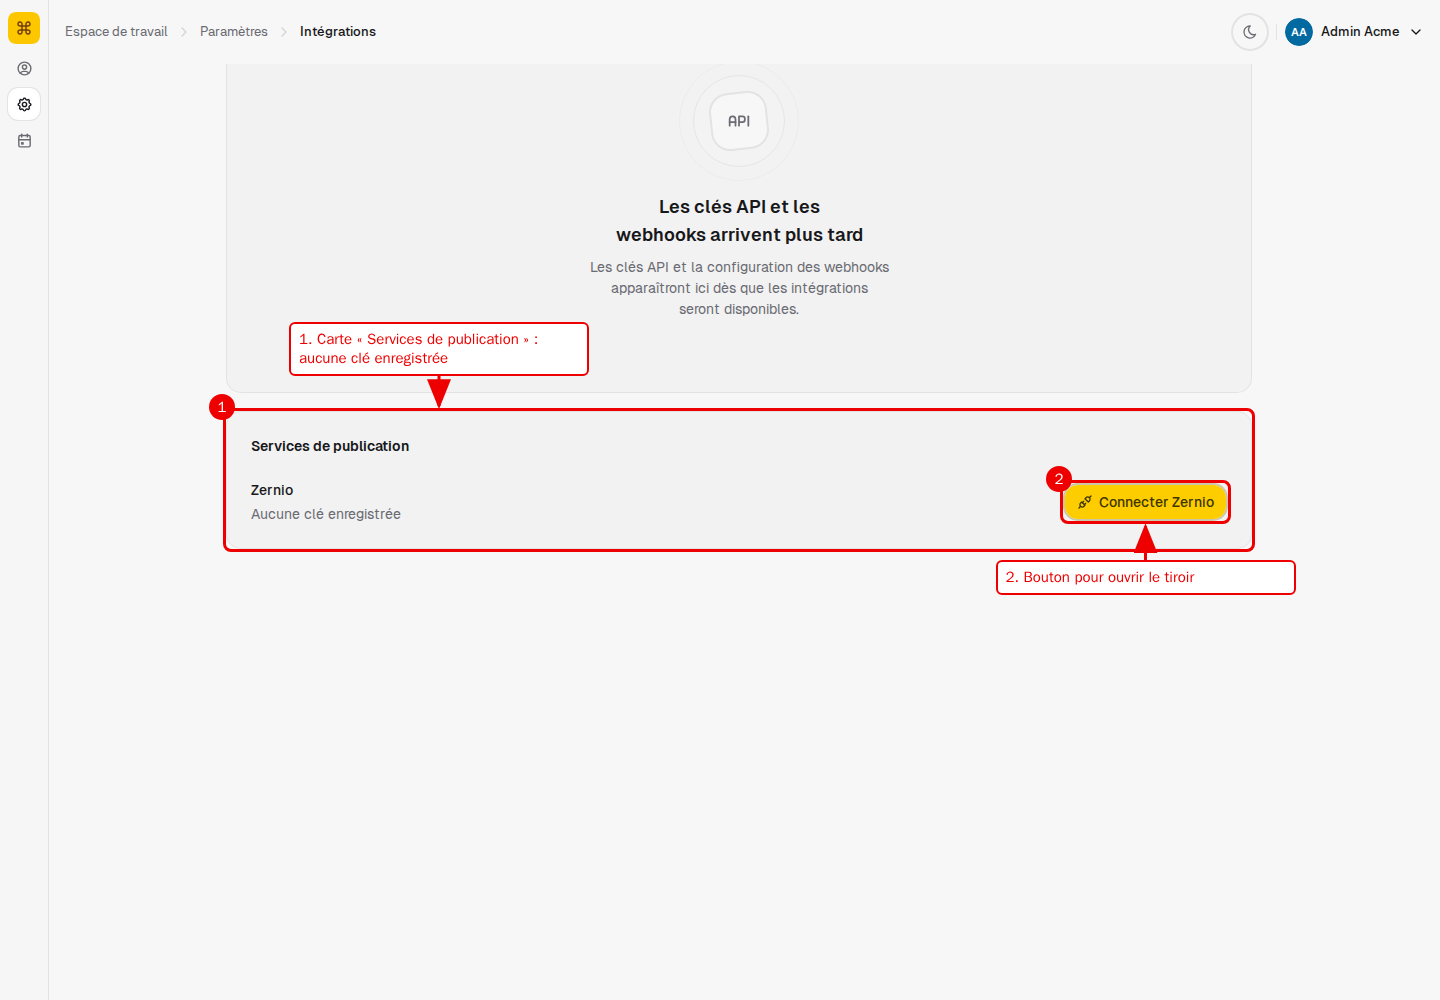 Espace de travail > Paramètres > Intégrations
AA Admin Acme
API
Les clés API et les
webhooks arrivent plus tard
Les clés API et la configuration des webhooks
apparaîtront ici dès que les intégrations
seront disponibles.
1. Carte « Services de publication » :
aucune clé enregistrée
1
Services de publication
Zernio
Aucune clé enregistrée
2
Connecter Zernio
2. Bouton pour ouvrir le tiroir